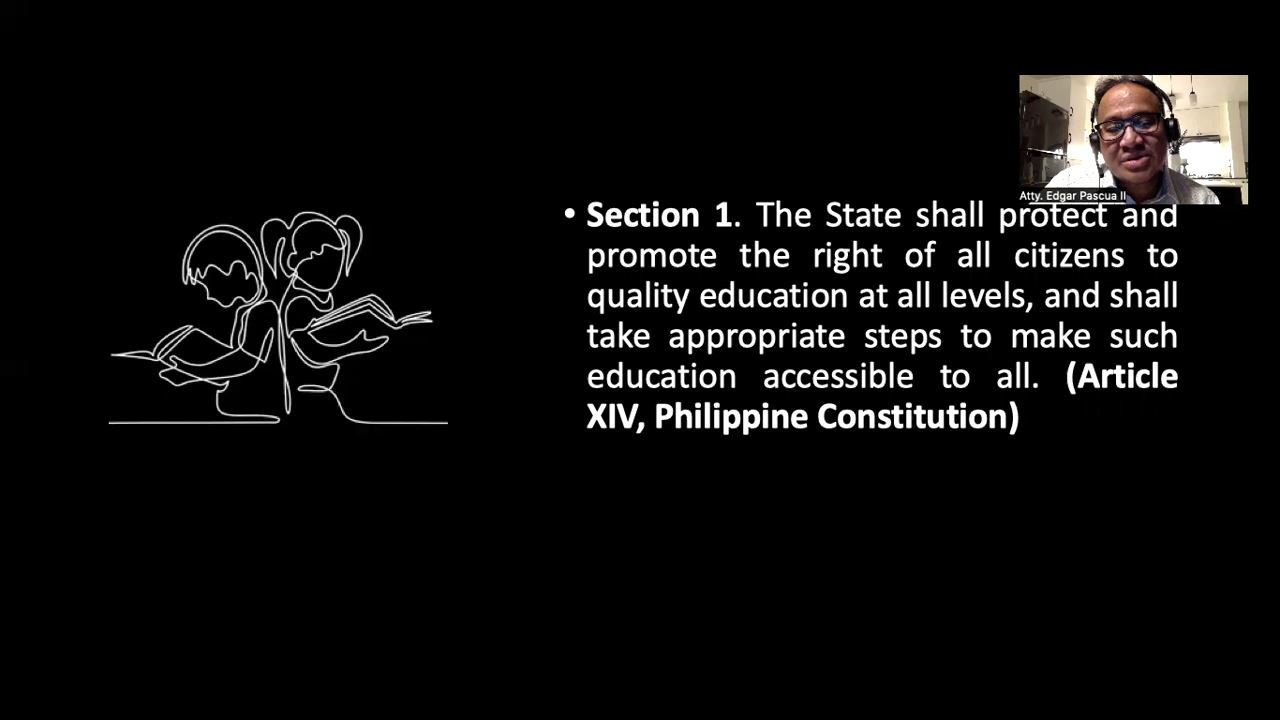 Atty. Edgar Pascua II
• Section 1. The State shall protect and
promote the right of all citizens to
quality education at all levels, and shall
take appropriate steps to make such
education accessible to all. (Article
XIV, Philippine Constitution)